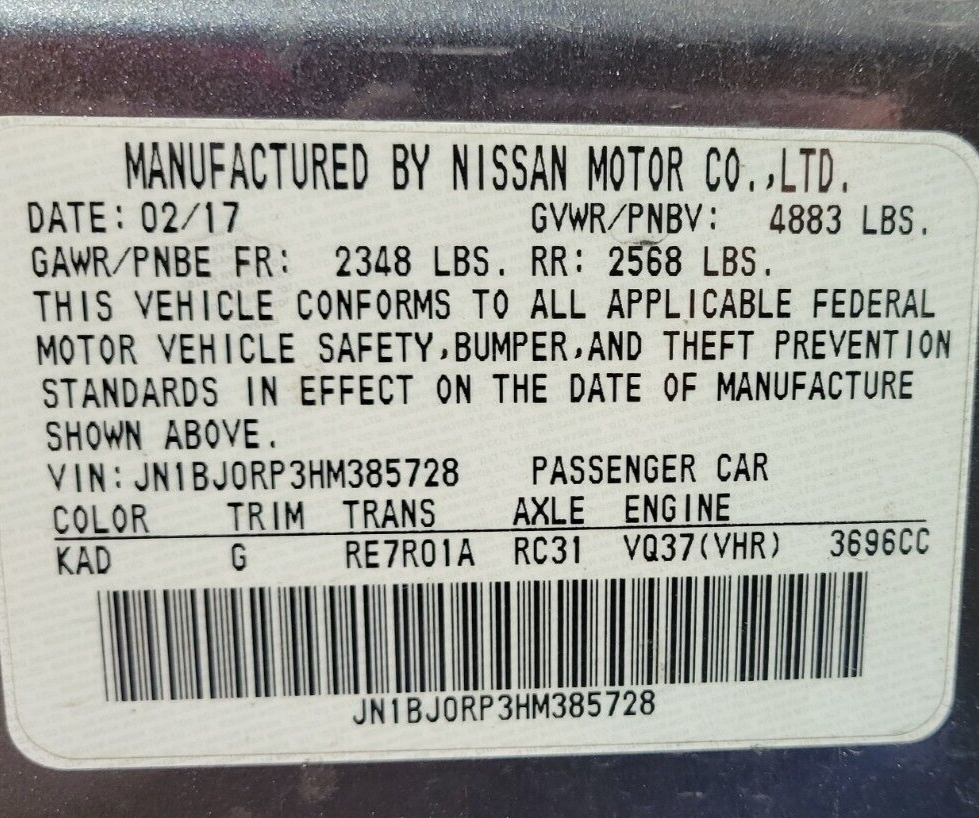 MANUFACTURED BY NISSAN MOTOR CO.,LTD.
DATE: 02/17 GVWR/PNBV: 4883 LBS.
GAWR/PNBE FR: 2348 LBS. RR: 2568 LBS.
THIS VEHICLE CONFORMS TO ALL APPLICABLE FEDERAL
MOTOR VEHICLE SAFETY,BUMPER,AND THEFT PREVENTION
STANDARDS IN EFFECT ON THE DATE OF MANUFACTURE
SHOWN ABOVE.
VIN:JN1BJ0RP3HM385728 PASSENGER CAR
COLOR TRIM TRANS AXLE ENGINE
KAD G RE7R01A RC31 VQ37(VHR) 3696CC
JN1BJ0RP3HM385728